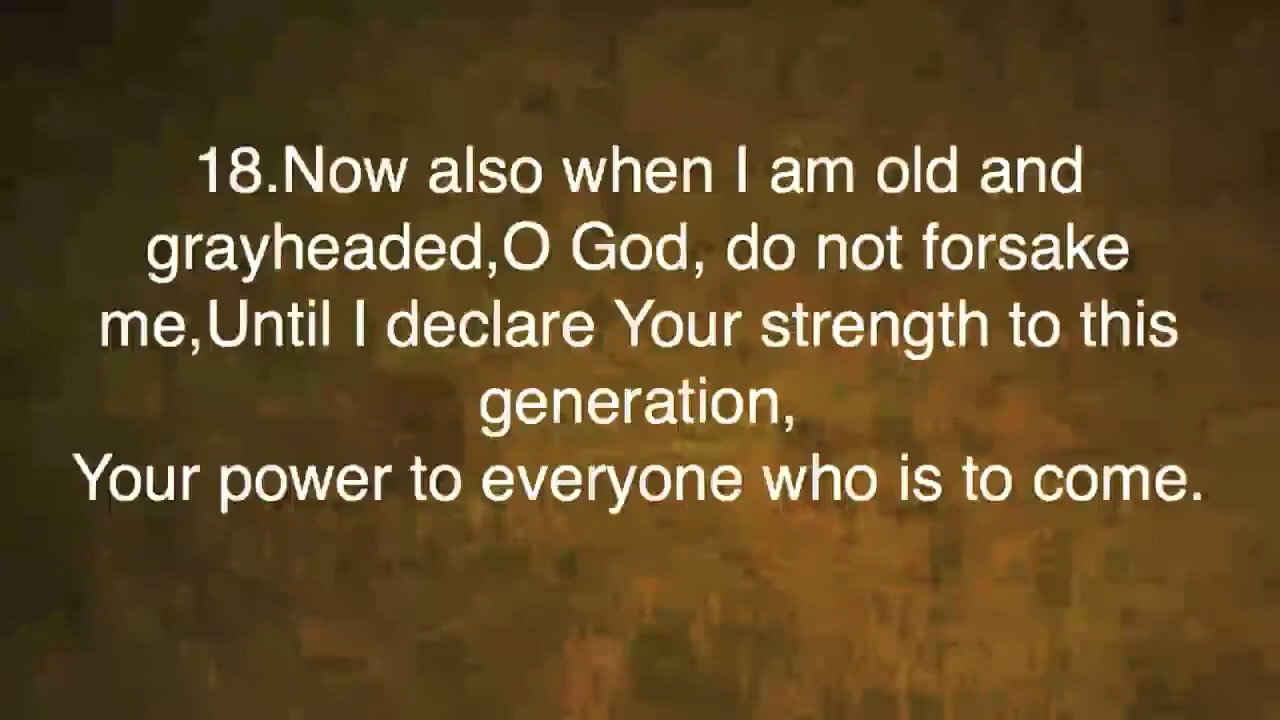 18.Now also when I am old and
grayheaded,O God, do not forsake
me,Until I declare Your strength to this
generation,
Your power to everyone who is to come.